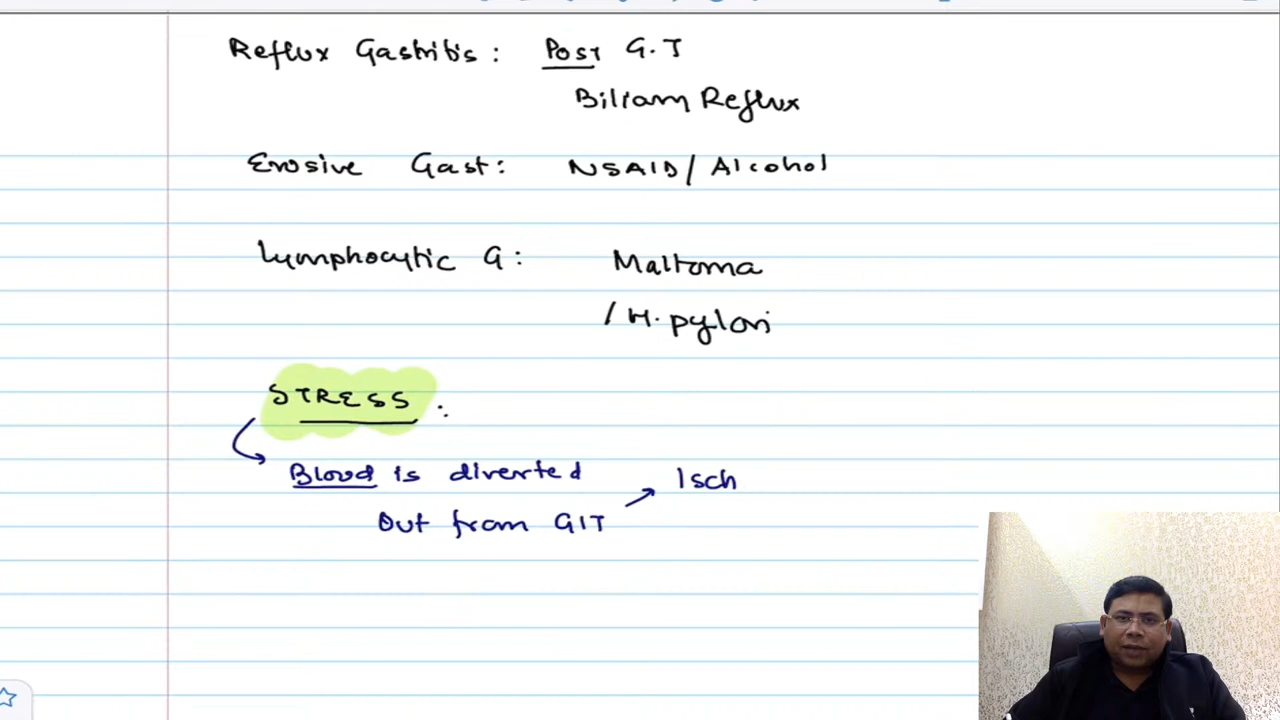 Reflux Gastritis: Post G.T
Biliary Reflux
Erosive Gast: NSAID/Alcohol
Lymphocytic G: Maltoma
/H.pylori
STRESS:
Blood is diverted
Out from GIT → Isch